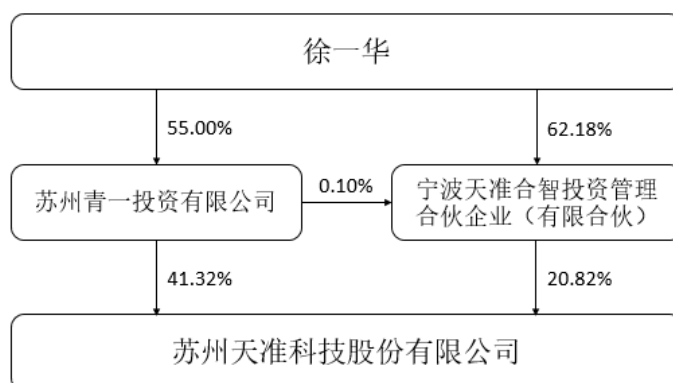 徐一华
55.00%
62.18%
苏州青一投资有限公司
0.10%
宁波天准合智投资管理
合伙企业（有限合伙）
41.32%
20.82%
苏州天准科技股份有限公司